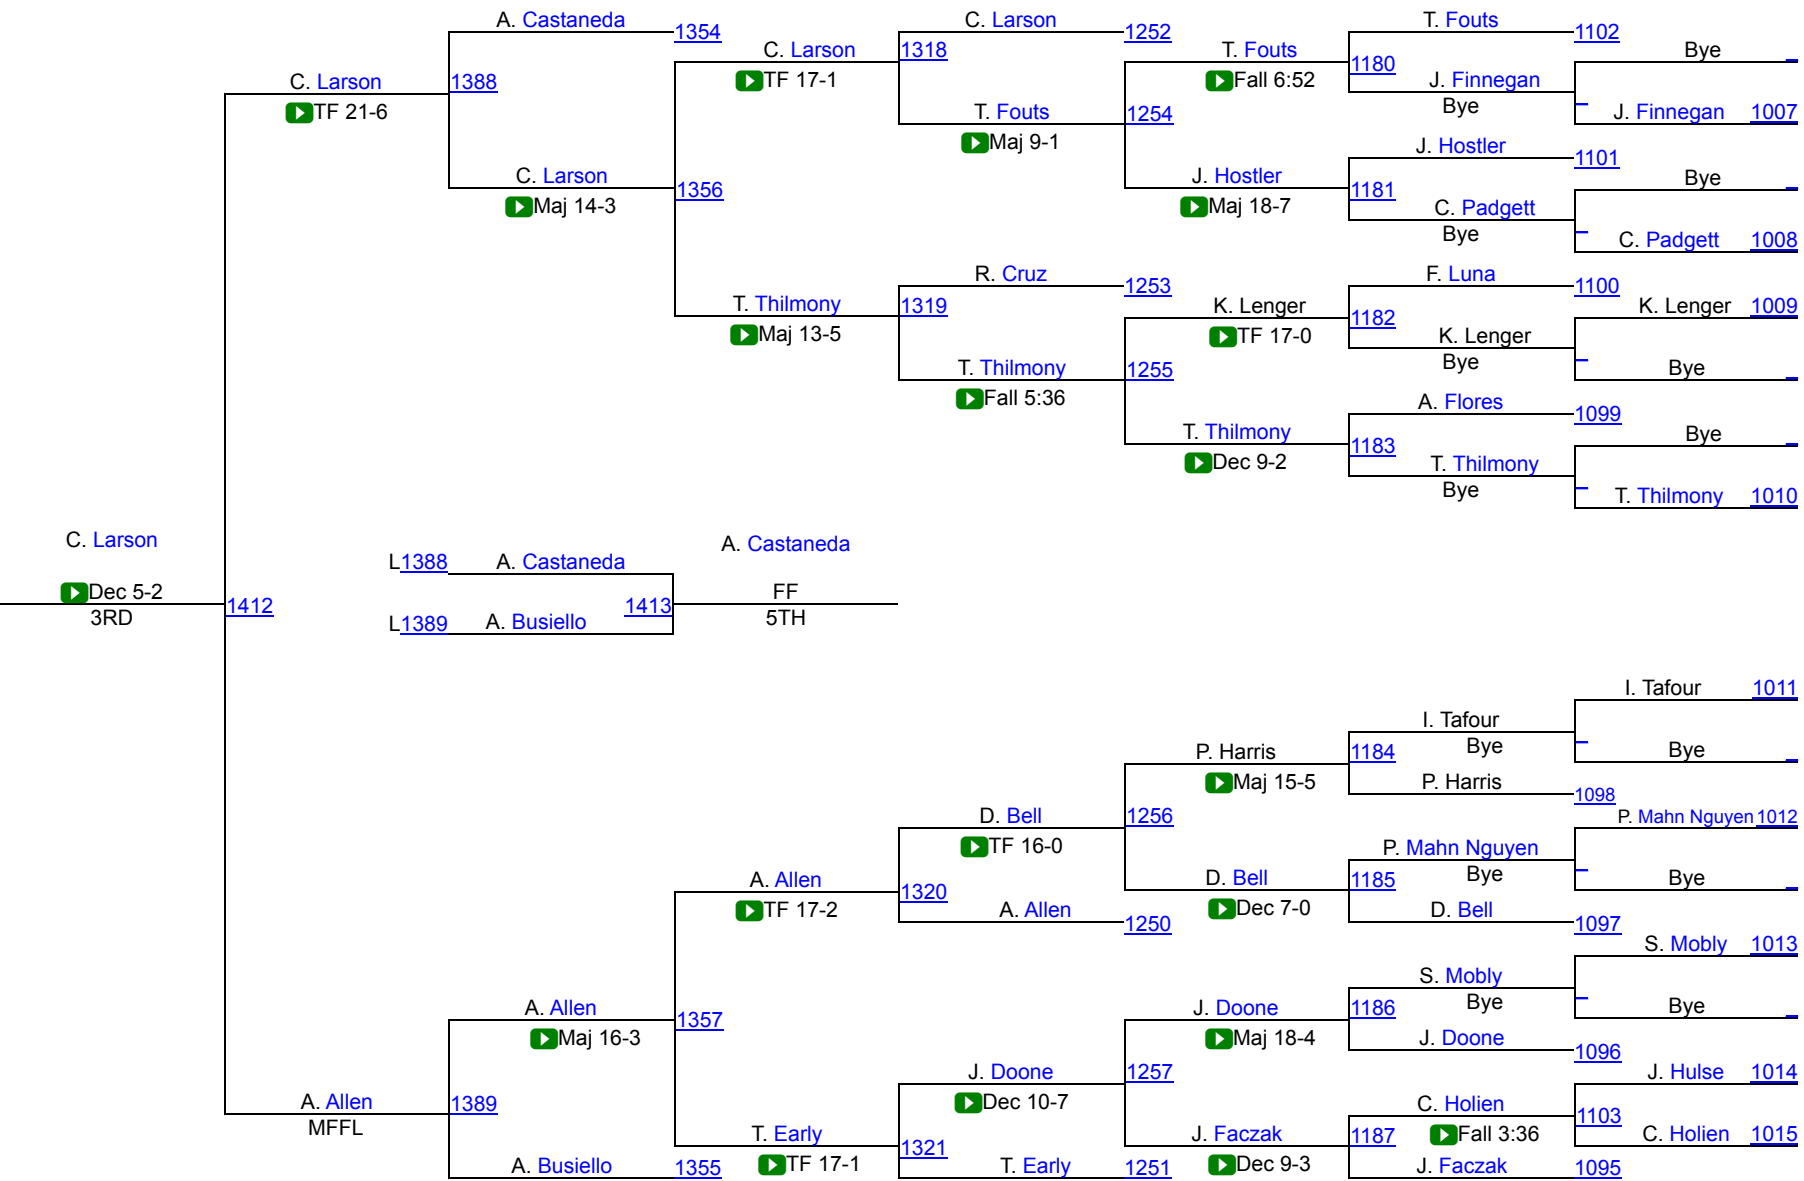 A. Castaneda
1354
C. Larson
1252
T. Fouts
1102
C. Larson
1318
T. Fouts
Bye
C. Larson
1388
TF 17-1
Fall 6:52
1180
J. Finnegan
Bye
TF 21-6
T. Fouts
1254
J. Finnegan
1007
Maj 9-1
J. Hostler
1101
C. Larson
1356
J. Hostler
1181
Bye
Maj 14-3
Maj 18-7
C. Padgett
Bye
C. Padgett
1008
R. Cruz
1253
F. Luna
1100
T. Thilmony
1319
K. Lenger
1182
K. Lenger
1009
Maj 13-5
TF 17-0
K. Lenger
Bye
T. Thilmony
1255
Bye
Fall 5:36
A. Flores
1099
T. Thilmony
1183
Bye
Dec 9-2
T. Thilmony
Bye
T. Thilmony
1010
C. Larson
A. Castaneda
L1388
A. Castaneda
Dec 5-2
1412
1413
FF
3RD
L1389
A. Busiello
5TH
I. Tafour
1011
I. Tafour
Bye
P. Harris
1184
Bye
Maj 15-5
P. Harris
1098
D. Bell
1256
P. Mahn Nguyen
1012
TF 16-0
P. Mahn Nguyen
Bye
A. Allen
1320
D. Bell
1185
Bye
TF 17-2
A. Allen
1250
Dec 7-0
D. Bell
1097
S. Mobly
1013
S. Mobly
Bye
A. Allen
1357
J. Doone
1186
Bye
Maj 16-3
Maj 18-4
J. Doone
1096
J. Doone
1257
J. Hulse
1014
A. Allen
1389
Dec 10-7
C. Holien
1103
MFFL
T. Early
1321
J. Faczak
1187
Fall 3:36
C. Holien
1015
A. Busiello
1355
TF 17-1
T. Early
1251
Dec 9-3
J. Faczak
1095